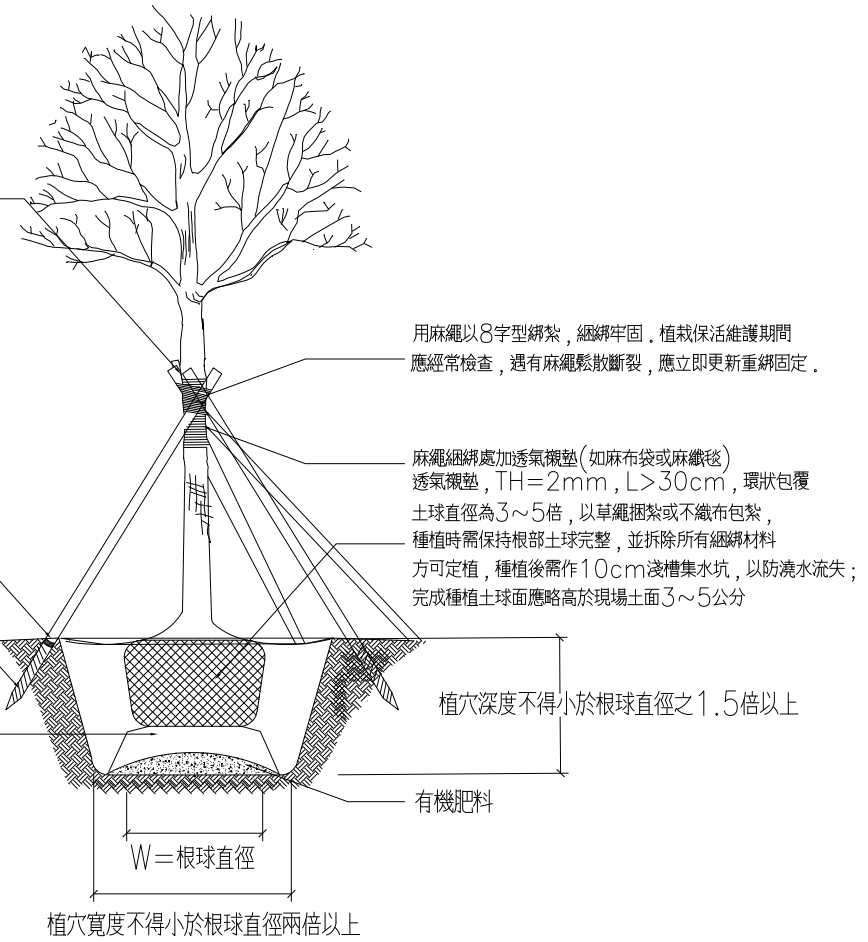 用麻繩以8字型綁紮，綑綁牢固．植栽保活維護期間
應經常檢查，遇有麻繩鬆散斷裂，應立即更新重綁固定．
麻繩綑綁處加透氣襯墊(如麻布袋或麻纖毯)
透氣襯墊，TH=2mm，L>30cm，環狀包覆
土球直徑為3~5倍，以草繩捆紮或不織布包紮，
種植時需保持根部土球完整，並拆除所有綑綁材料
方可定植，種植後需作10cm淺槽集水坑，以防澆水流失；
完成種植土球面應略高於現場土面3~5公分
植穴深度不得小於根球直徑之1.5倍以上
有機肥料
W=根球直徑
植穴寬度不得小於根球直徑兩倍以上